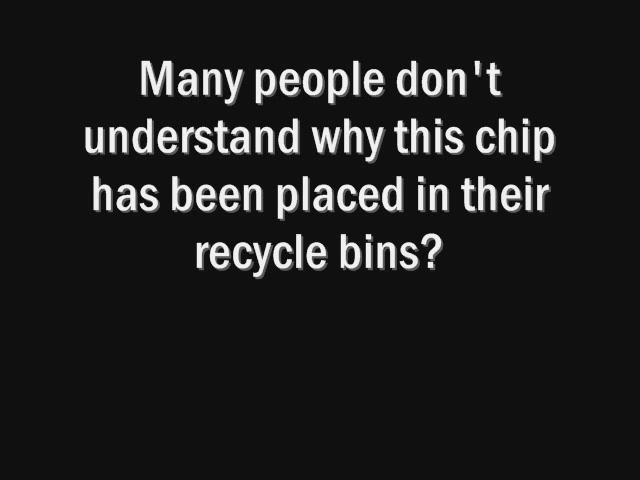 Many people don't
understand why this chip
has been placed in their
recycle bins?